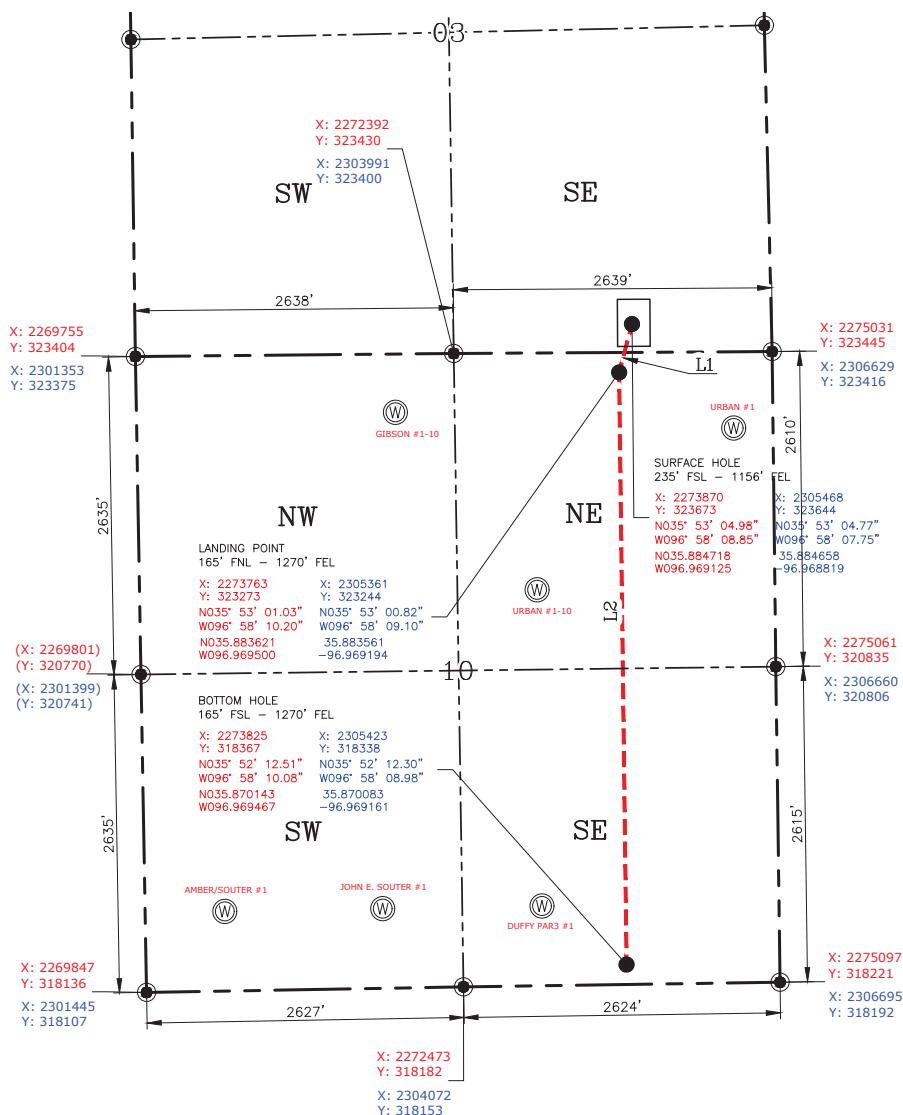 03
X: 2272392
Y: 323430
X: 2303991
Y: 323400
SW
SE
2638'
2639'
X: 2269755
Y: 323404
X: 2301353
Y: 323375
X: 2275031
Y: 323445
X: 2306629
Y: 323416
L1
GIBSON #1-10
URBAN #1
2610'
2635'
NW
NE
SURFACE HOLE
235' FSL – 1156' FEL
X: 2273870 X: 2305468
Y: 323673 Y: 323644
N035° 53' 04.98" N035° 53' 04.77"
W096° 58' 08.85" W096° 58' 07.75"
N035.884718 35.884658
W096.969125 -96.968819
LANDING POINT
165' FNL – 1270' FEL
X: 2273763 X: 2305361
Y: 323273 Y: 323244
N035° 53' 01.03" N035° 53' 00.82"
W096° 58' 10.20" W096° 58' 09.10"
N035.883621 35.883561
W096.969500 -96.969194
URBAN #1-10
L2
(X: 2269801)
(Y: 320770)
(X: 2301399)
(Y: 320741)
10
X: 2275061
Y: 320835
X: 2306660
Y: 320806
BOTTOM HOLE
165' FSL – 1270' FEL
X: 2273825 X: 2305423
Y: 318367 Y: 318338
N035° 52' 12.51" N035° 52' 12.30"
W096° 58' 10.08" W096° 58' 08.98"
N035.870143 35.870083
W096.969467 -96.969161
2635'
SW
SE
2615'
AMBER/SOUTER #1
JOHN E. SOUTER #1
DUFFY PAR3 #1
W
W
W
W
W
W
X: 2269847
Y: 318136
X: 2301445
Y: 318107
X: 2275097
Y: 318221
X: 2306695
Y: 318192
2627'
2624'
X: 2272473
Y: 318182
X: 2304072
Y: 318153